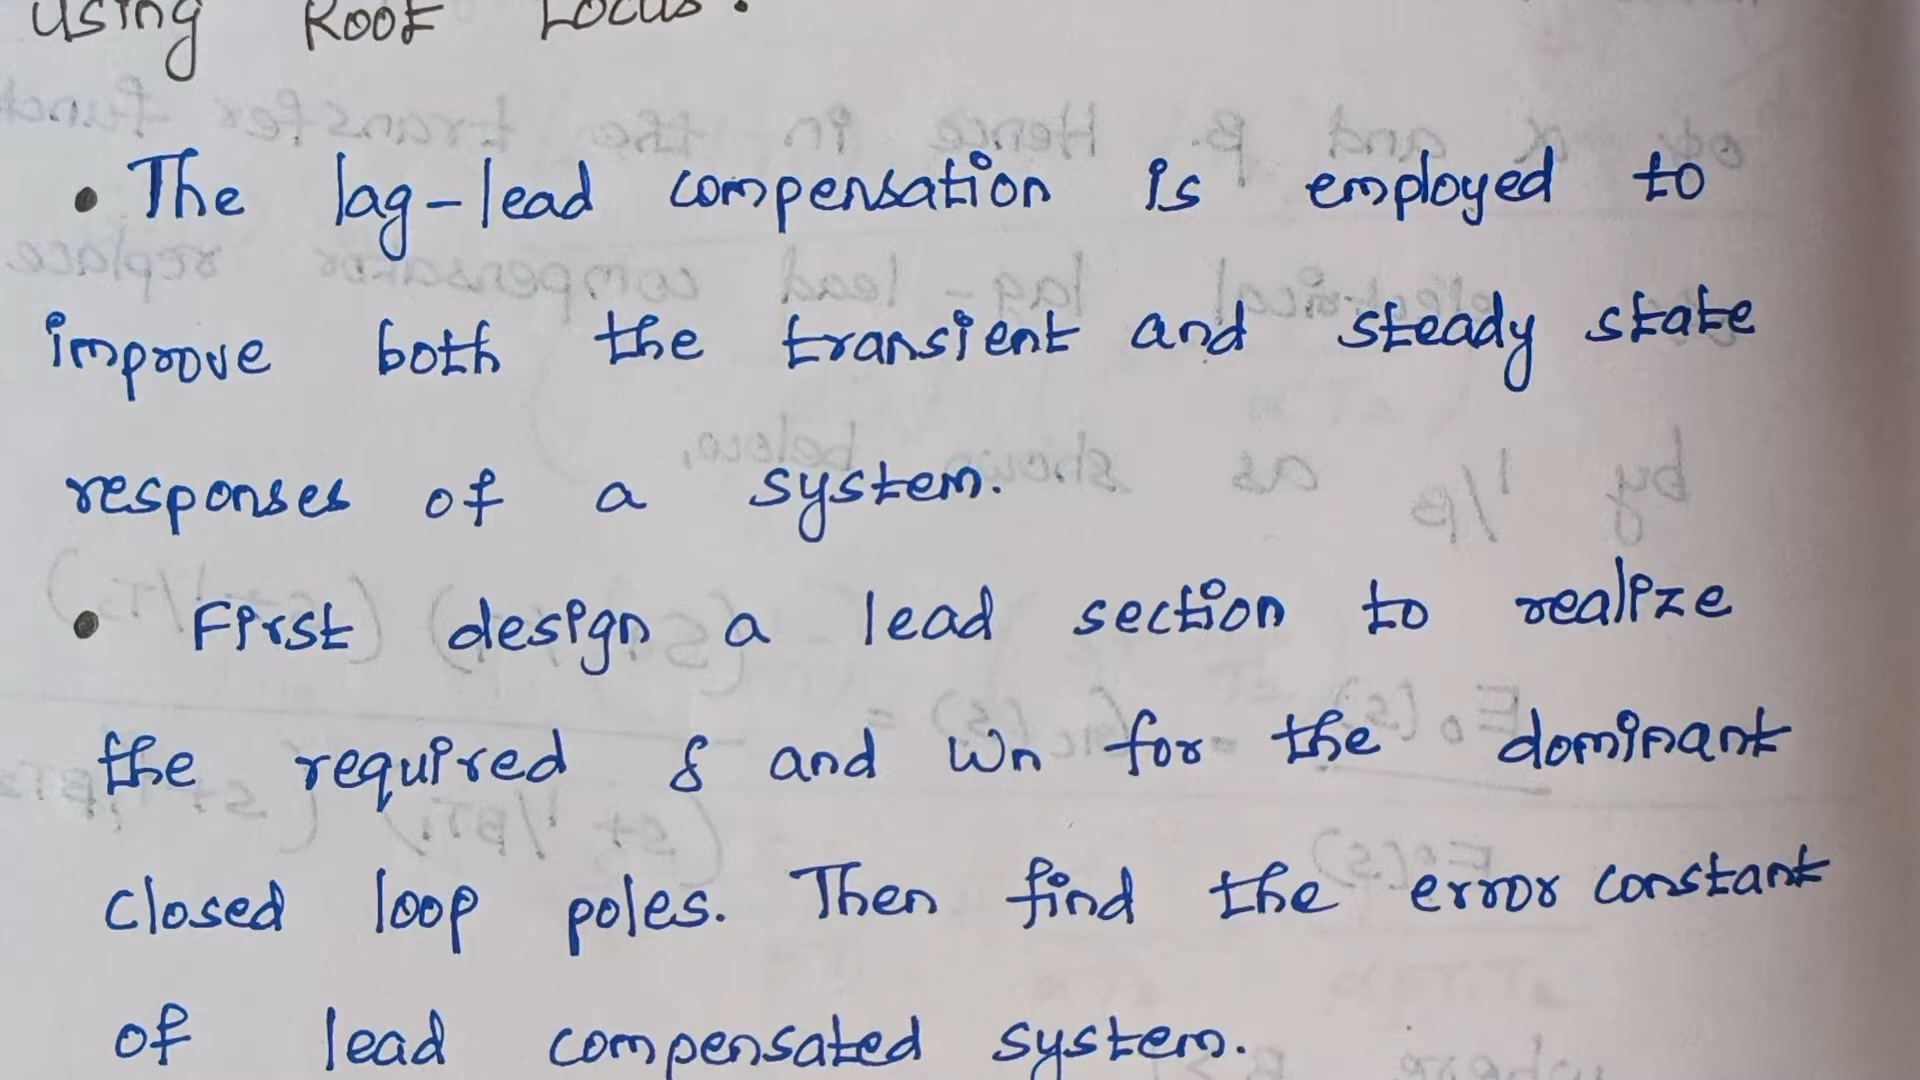 using Root Locus.
• The lag-lead compensation is employed to
improve both the transient and steady state
responses of a system.
• First design a lead section to realize
the required δ and ωn for the dominant
closed loop poles. Then find the error constant
of lead compensated system.